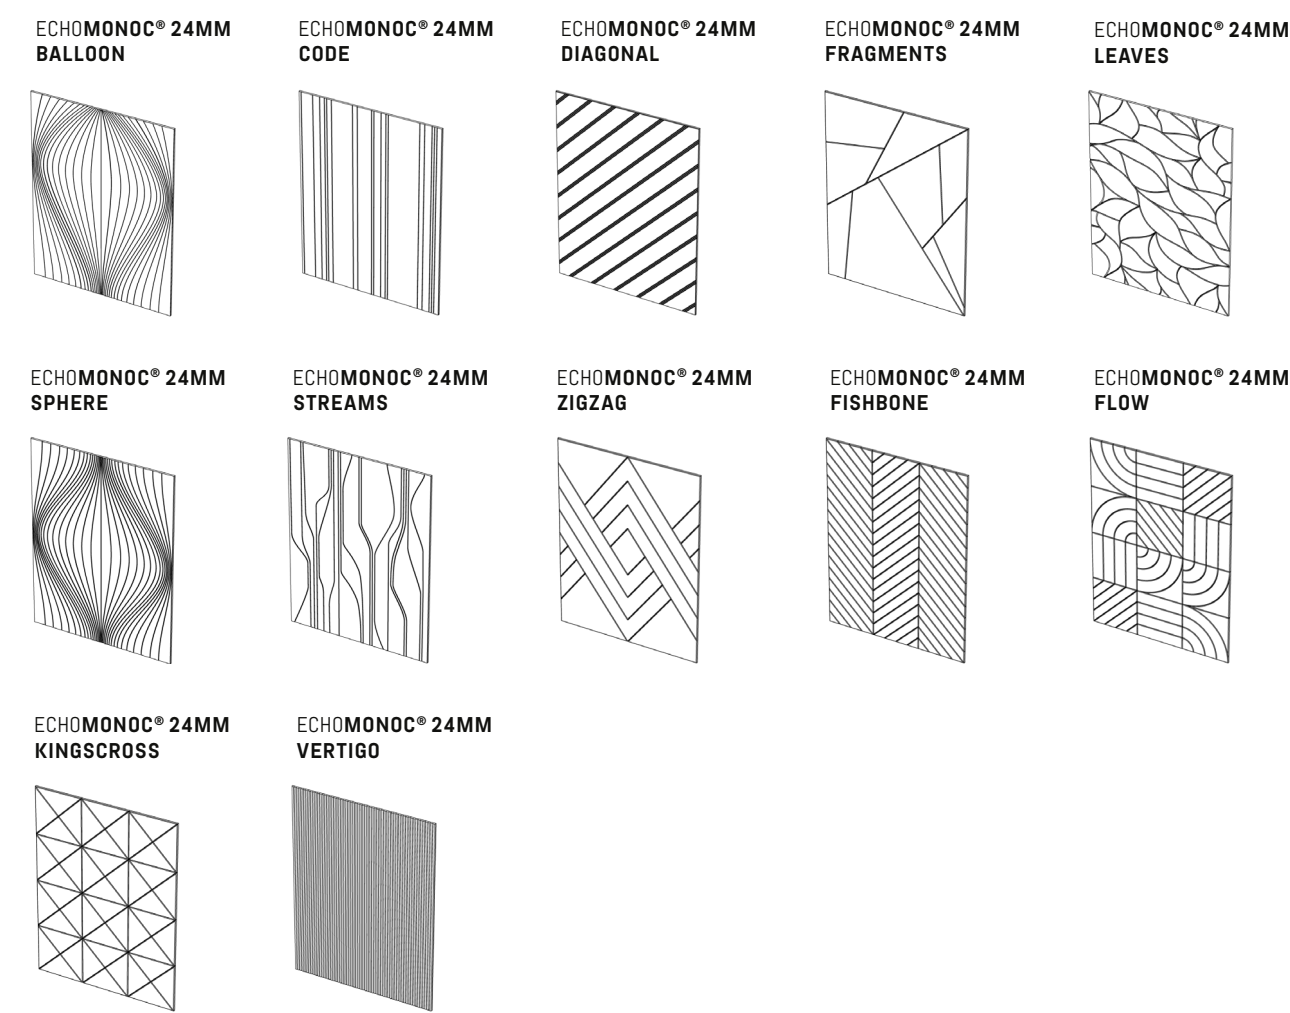 ECHOMONOC® 24MM
BALLOON
ECHOMONOC® 24MM
CODE
ECHOMONOC® 24MM
DIAGONAL
ECHOMONOC® 24MM
FRAGMENTS
ECHOMONOC® 24MM
LEAVES
ECHOMONOC® 24MM
SPHERE
ECHOMONOC® 24MM
STREAMS
ECHOMONOC® 24MM
ZIGZAG
ECHOMONOC® 24MM
FISHBONE
ECHOMONOC® 24MM
FLOW
ECHOMONOC® 24MM
KINGSCROSS
ECHOMONOC® 24MM
VERTIGO